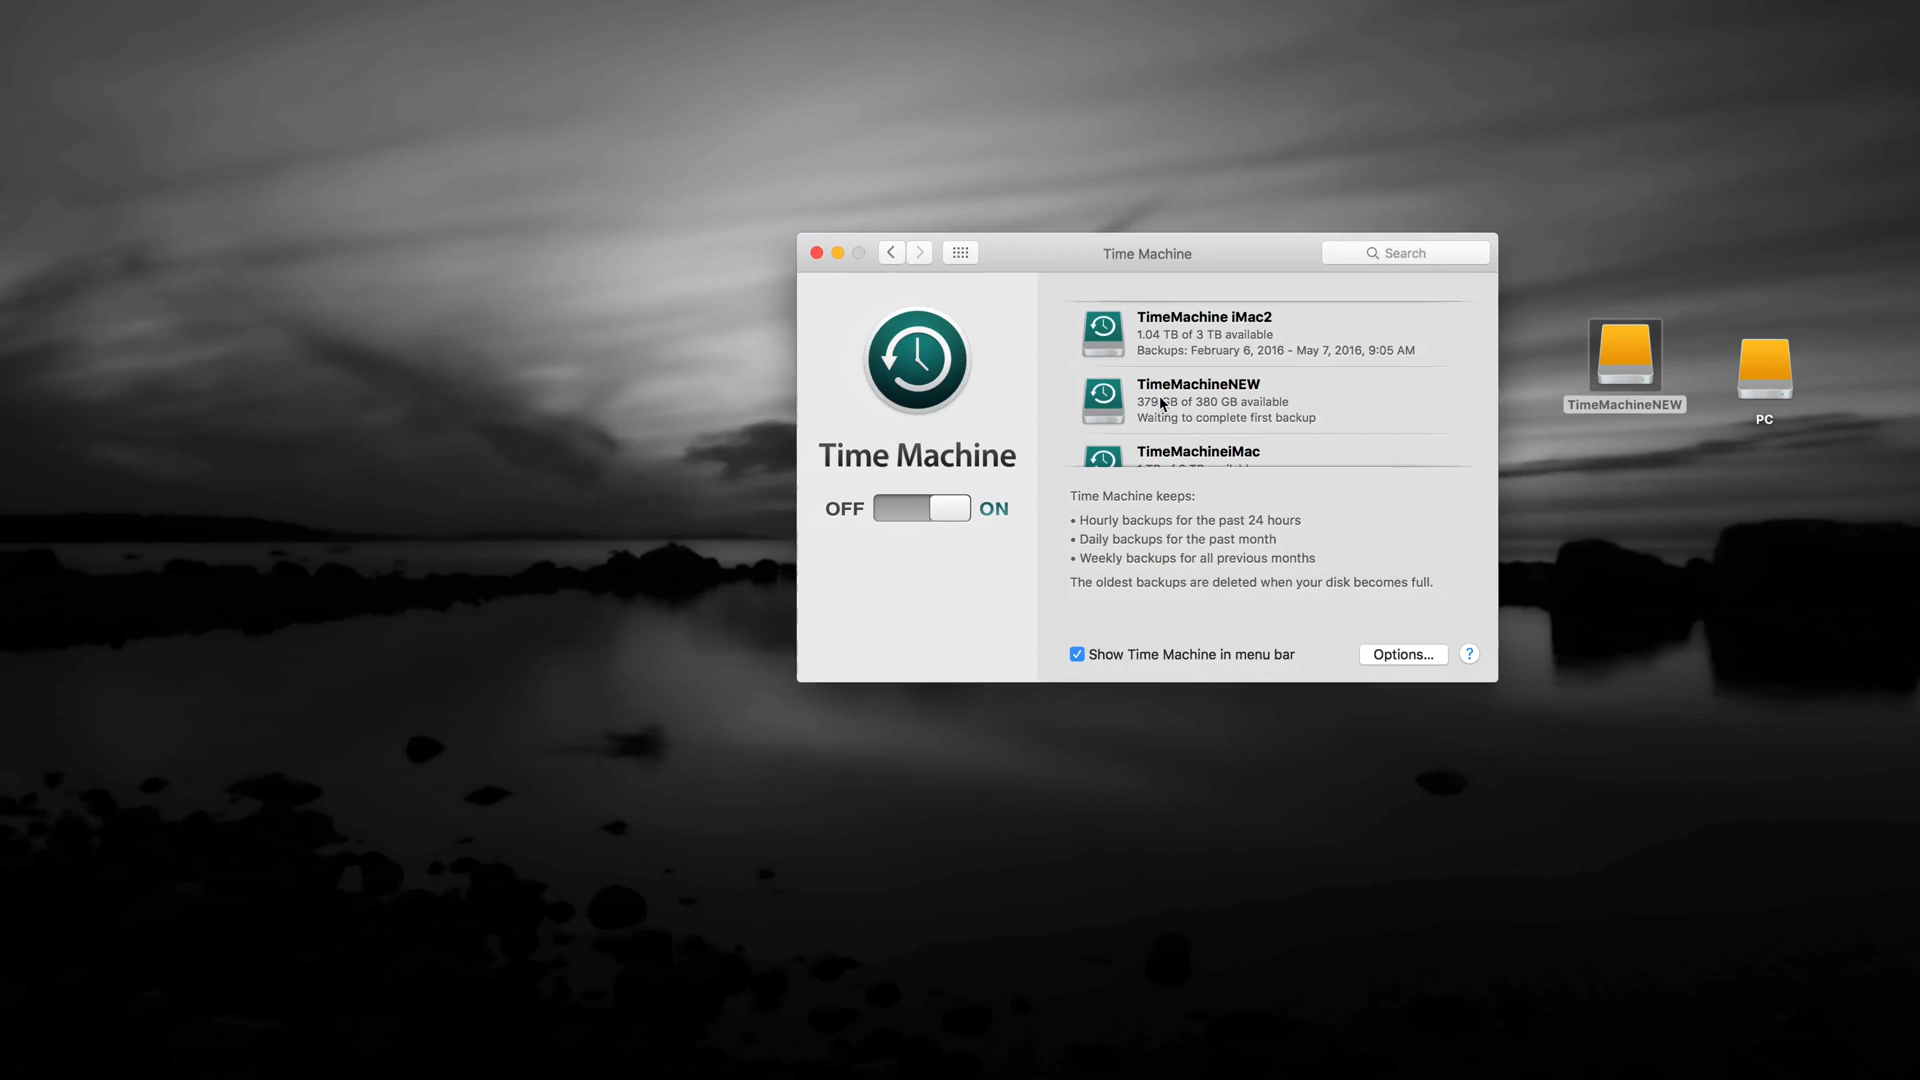 Time Machine
Search
TimeMachine iMac2
1.04 TB of 3 TB available
Backups: February 6, 2016 - May 7, 2016, 9:05 AM
TimeMachineNEW
379 GB of 380 GB available
Waiting to complete first backup
TimeMachineiMac
Time Machine
OFF ON
Time Machine keeps:
• Hourly backups for the past 24 hours
• Daily backups for the past month
• Weekly backups for all previous months
The oldest backups are deleted when your disk becomes full.
Show Time Machine in menu bar
Options...
?
TimeMachineNEW
PC